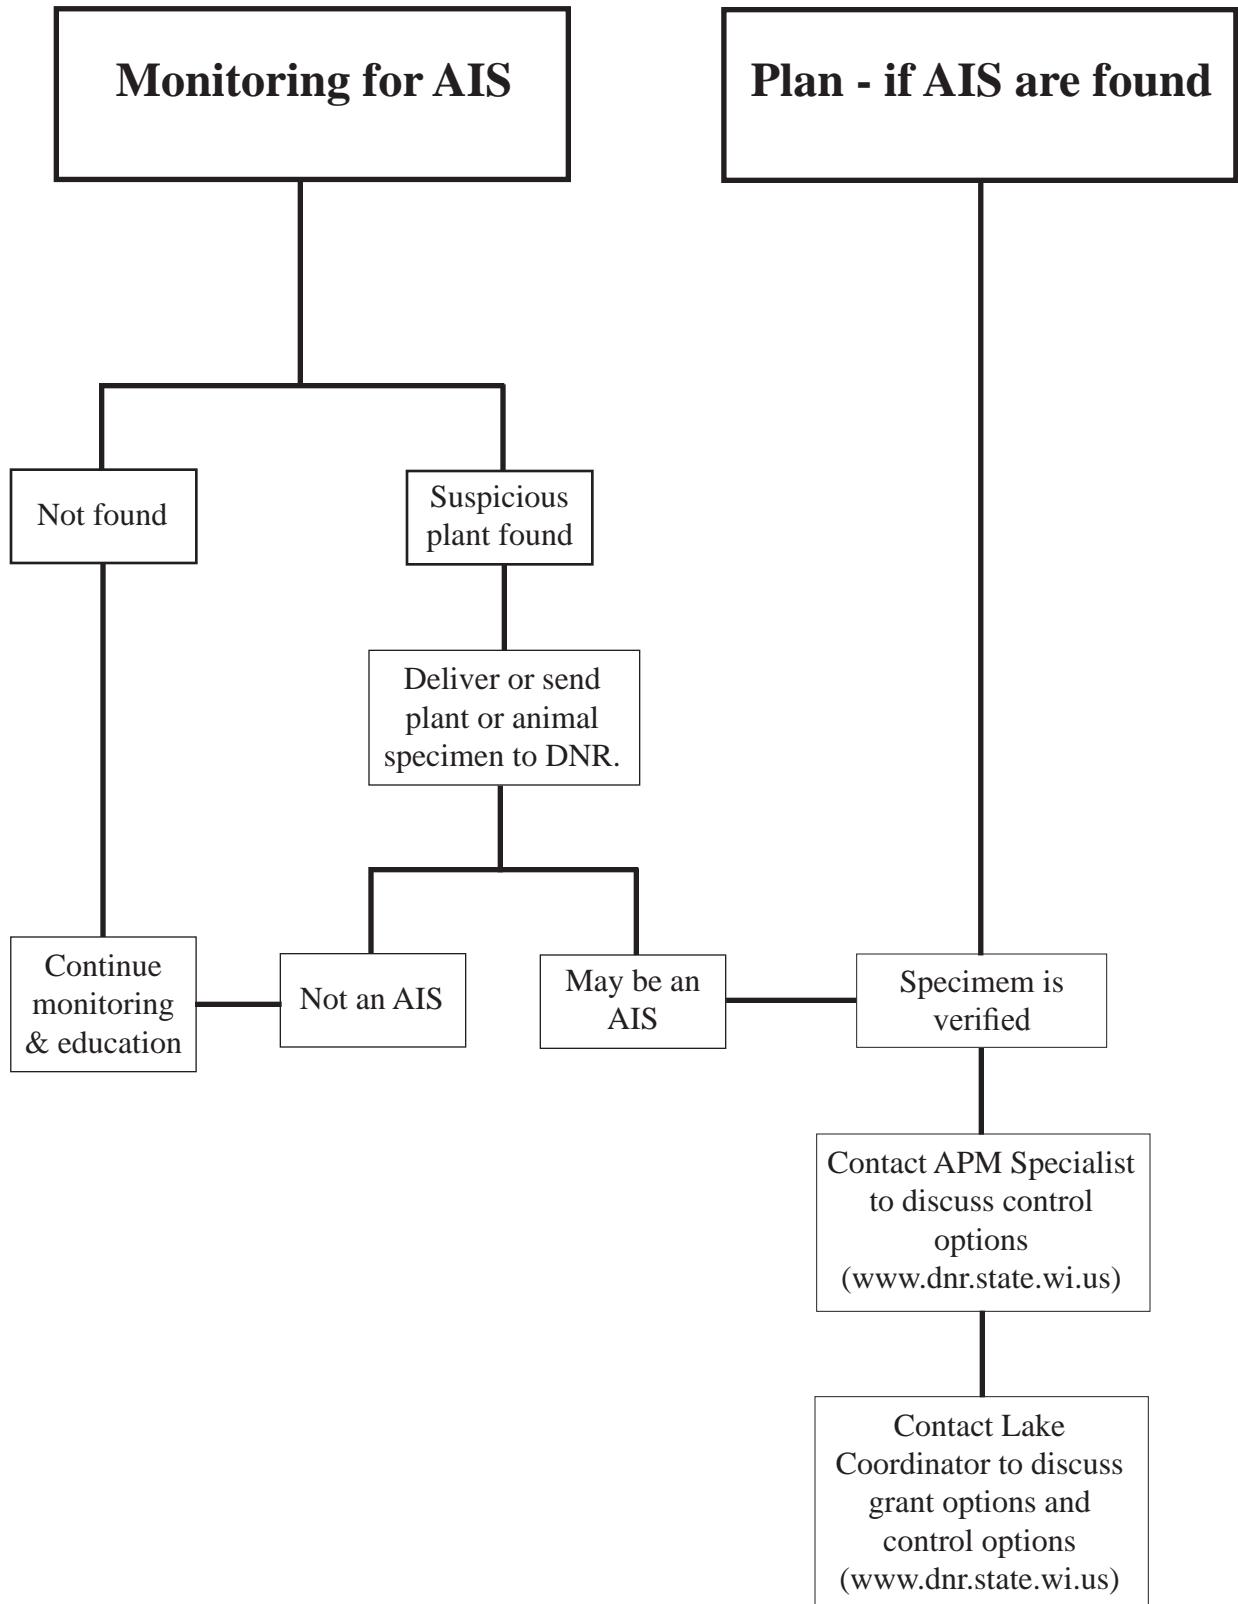 Monitoring for AIS
Plan - if AIS are found
Not found
Suspicious
plant found
Deliver or send
plant or animal
specimen to DNR.
Continue
monitoring
& education
Not an AIS
May be an
AIS
Specimem is
verified
Contact APM Specialist
to discuss control
options
(www.dnr.state.wi.us)
Contact Lake
Coordinator to discuss
grant options and
control options
(www.dnr.state.wi.us)